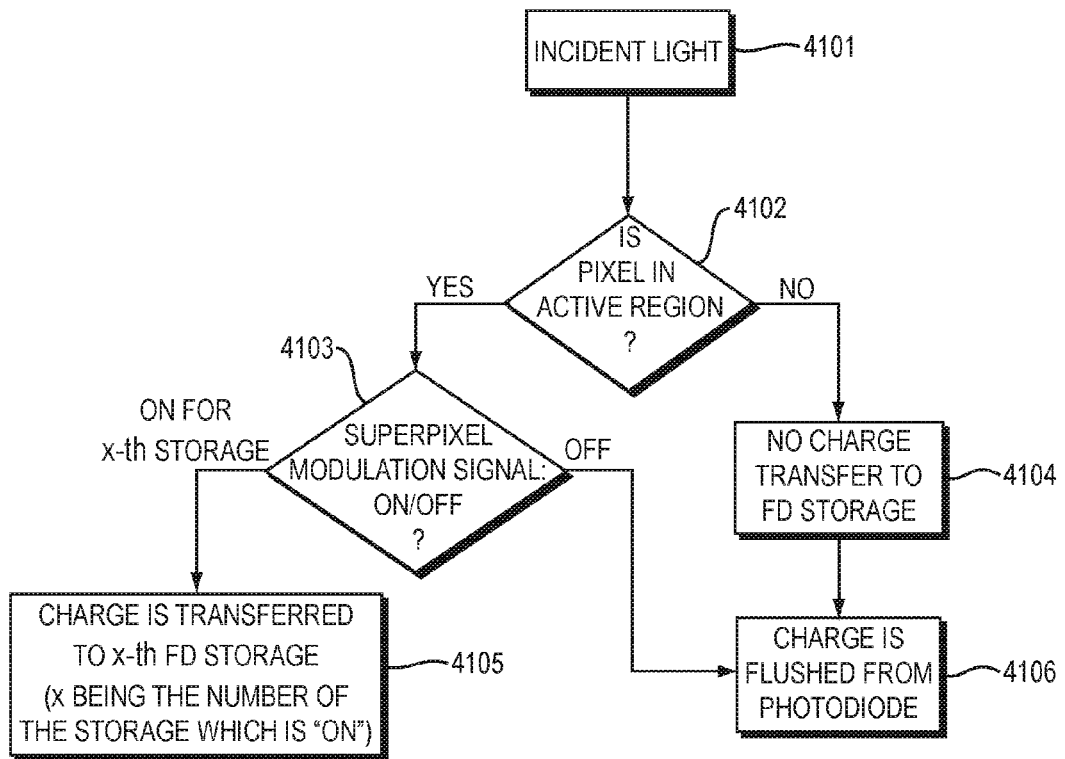 INCIDENT LIGHT
4101
4102
IS
PIXEL IN
ACTIVE REGION
?
YES
NO
4103
ON FOR
x-th STORAGE
SUPERPIXEL
MODULATION SIGNAL:
ON/OFF
?
OFF
NO CHARGE
TRANSFER TO
FD STORAGE
4104
CHARGE IS TRANSFERRED
TO x-th FD STORAGE
(x BEING THE NUMBER OF
THE STORAGE WHICH IS “ON”)
4105
CHARGE IS
FLUSHED FROM
PHOTODIODE
4106